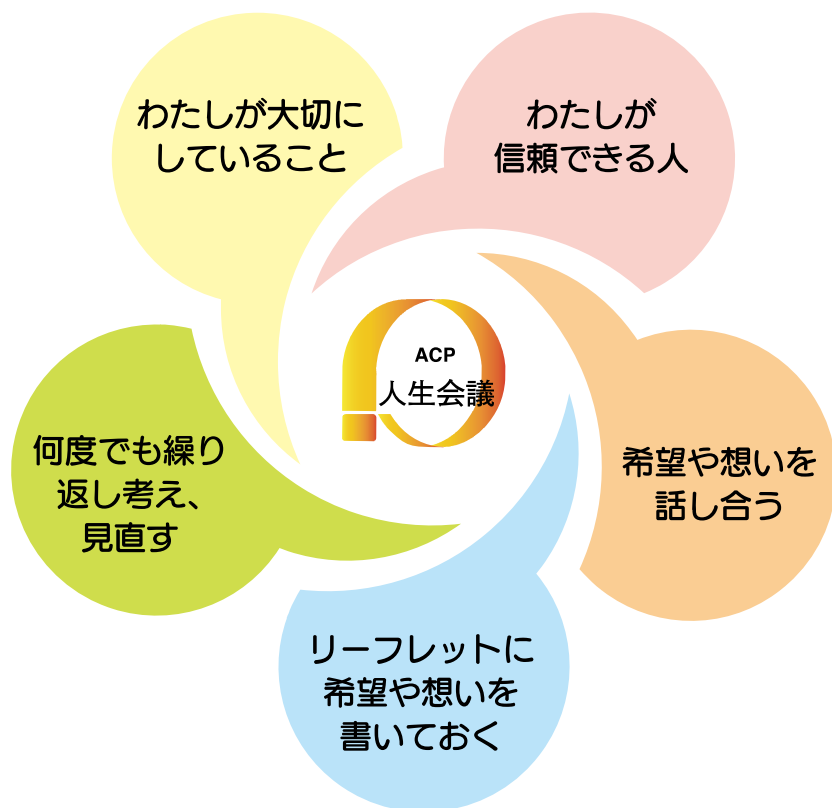 わたしが大切に
していること
わたしが
信頼できる人
ACP
人生会議
希望や想いを
話し合う
リーフレットに
希望や想いを
書いておく
何度でも繰り
返し考え、
見直す